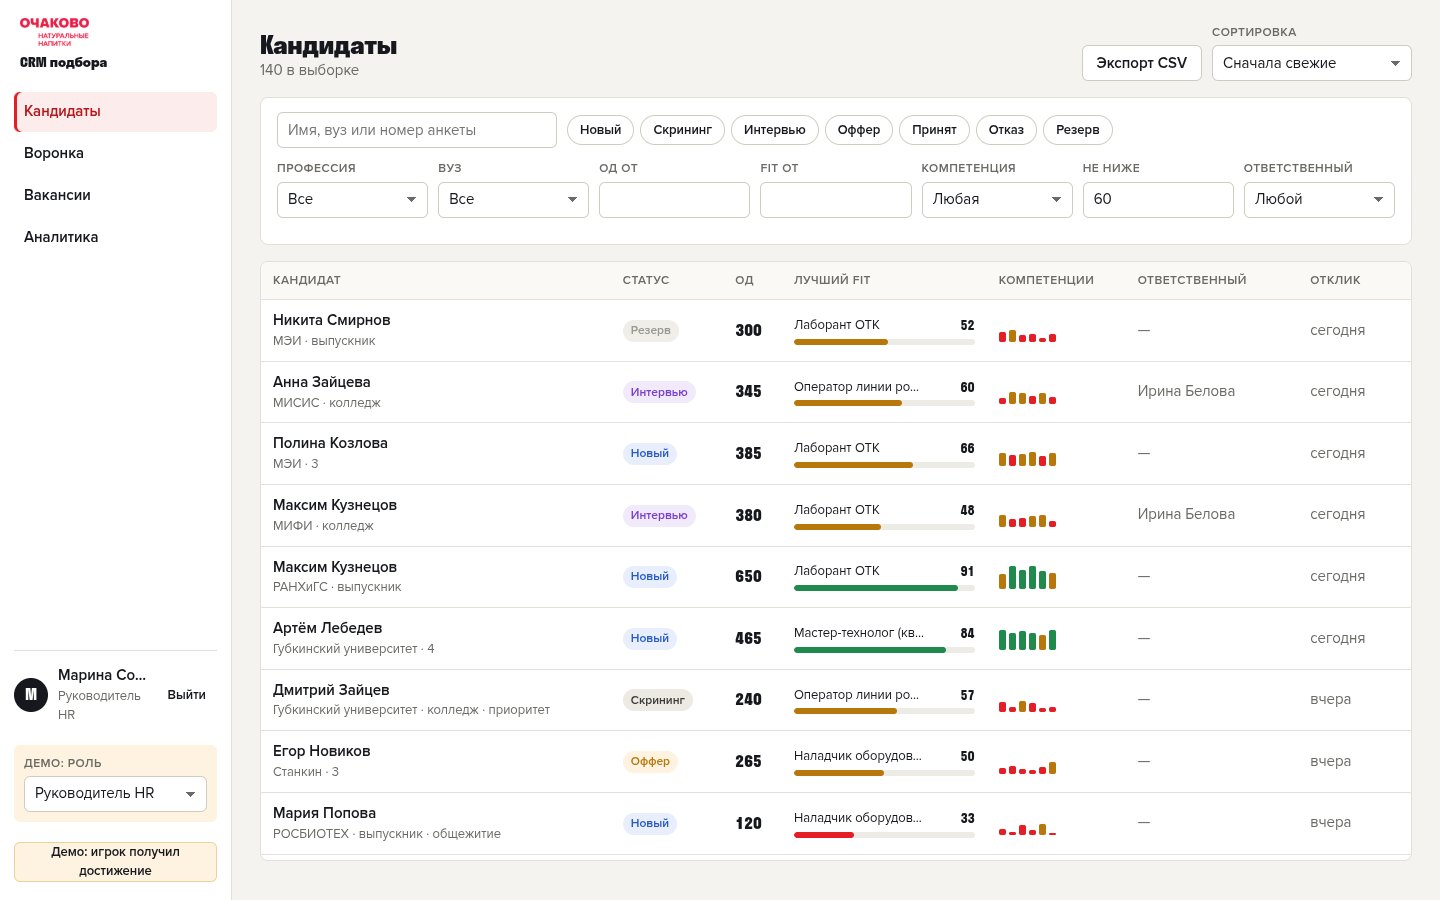 ОЧАКОВО
НАТУРАЛЬНЫЕ
НАПИТКИ
CRM подбора
Кандидаты
Воронка
Вакансии
Аналитика
М
Марина Со...
Руководитель
HR
Выйти
ДЕМО: РОЛЬ
Руководитель HR
Демо: игрок получил
достижение
Кандидаты
140 в выборке
Экспорт CSV
СОРТИРОВКА
Сначала свежие
Имя, вуз или номер анкеты
Новый Скрининг Интервью Оффер Принят Отказ Резерв
ПРОФЕССИЯ ВУЗ ОД ОТ FIT ОТ КОМПЕТЕНЦИЯ НЕ НИЖЕ ОТВЕТСТВЕННЫЙ
Все Все Любая 60 Любой
КАНДИДАТ СТАТУС ОД ЛУЧШИЙ FIT КОМПЕТЕНЦИИ ОТВЕТСТВЕННЫЙ ОТКЛИК
Никита Смирнов
МЭИ · выпускник
Резерв 300 Лаборант ОТК 52 — сегодня
Анна Зайцева
МИСИС · колледж
Интервью 345 Оператор линии ро... 60 Ирина Белова сегодня
Полина Козлова
МЭИ · 3
Новый 385 Лаборант ОТК 66 — сегодня
Максим Кузнецов
МИФИ · колледж
Интервью 380 Лаборант ОТК 48 Ирина Белова сегодня
Максим Кузнецов
РАНХиГС · выпускник
Новый 650 Лаборант ОТК 91 — сегодня
Артём Лебедев
Губкинский университет · 4
Новый 465 Мастер-технолог (кв... 84 — сегодня
Дмитрий Зайцев
Губкинский университет · колледж · приоритет
Скрининг 240 Оператор линии ро... 57 — вчера
Егор Новиков
Станкин · 3
Оффер 265 Наладчик оборудов... 50 — вчера
Мария Попова
РОСБИОТЕХ · выпускник · общежитие
Новый 120 Наладчик оборудов... 33 — вчера